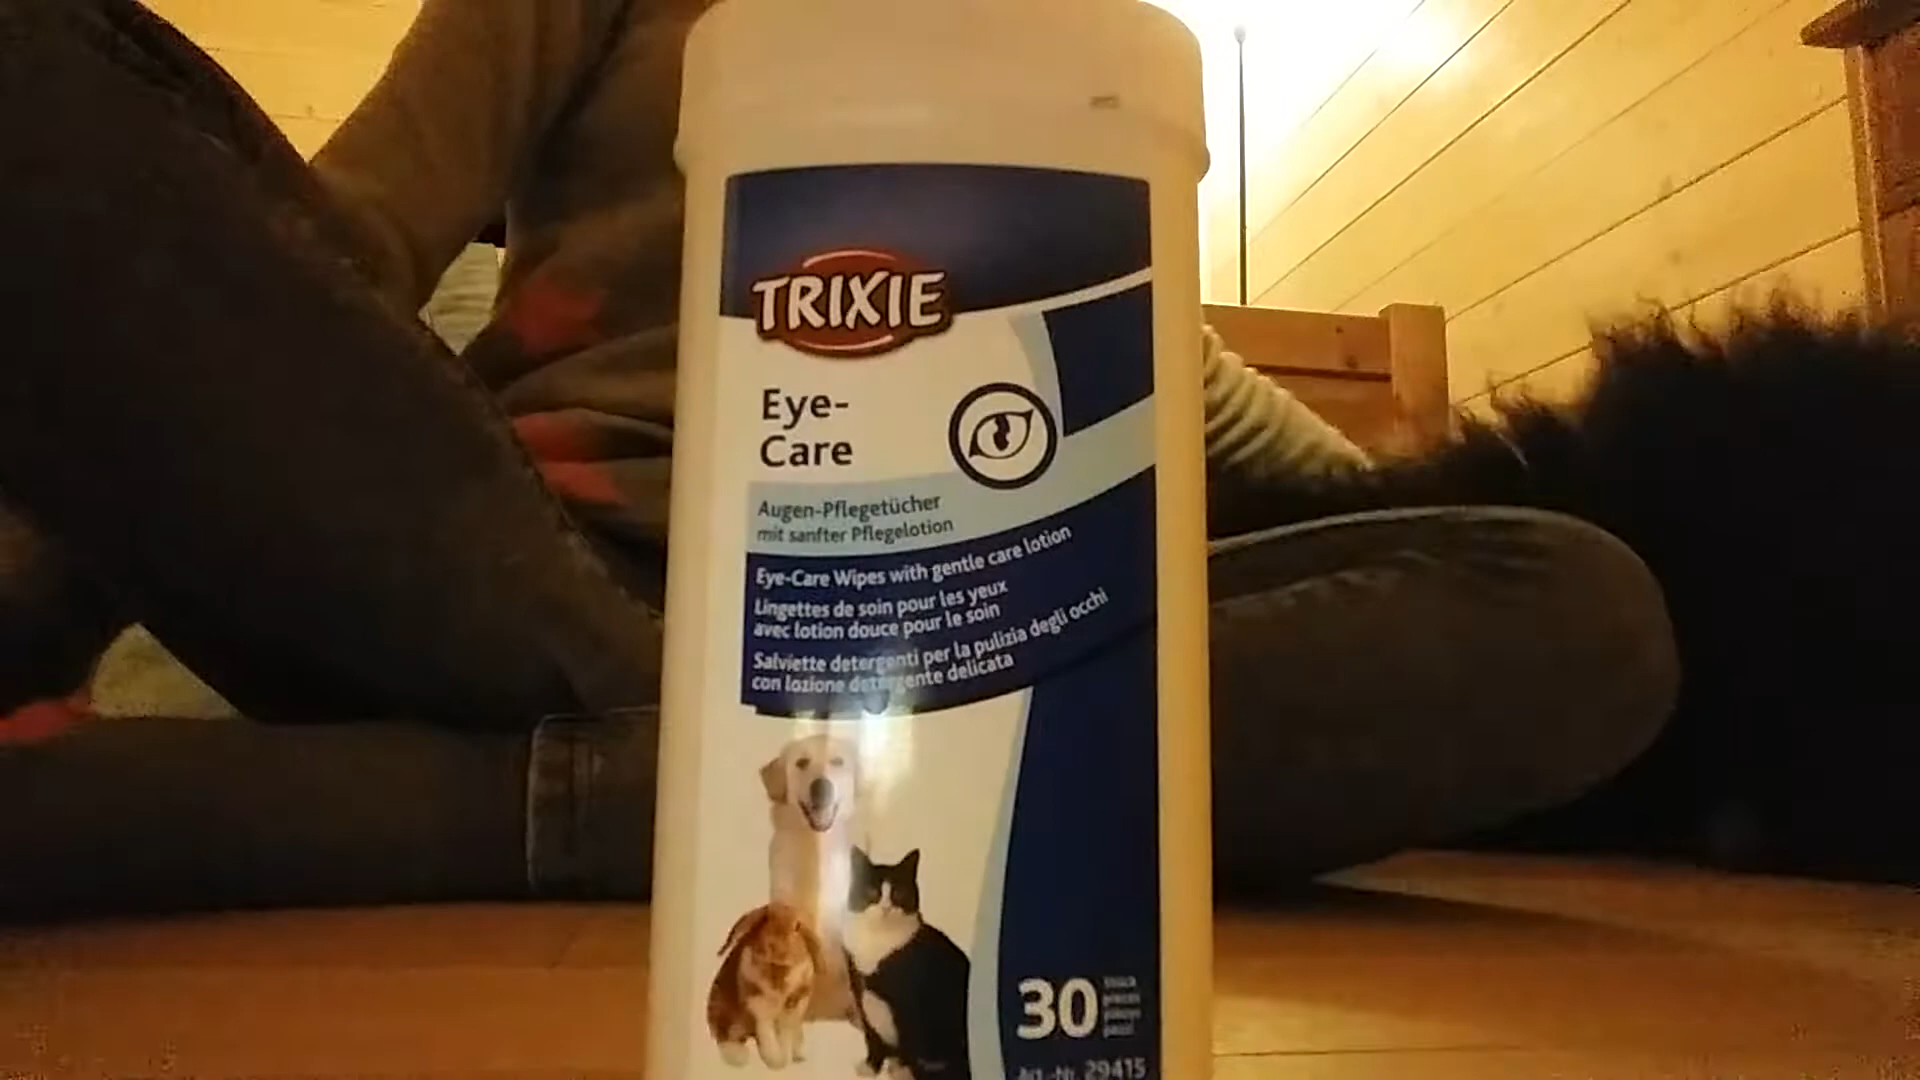 TRIXIE
Eye-
Care
Augen-Pflegetücher
mit sanfter Pflegelotion
Eye-Care Wipes with gentle care lotion
Lingettes de soin pour les yeux
avec lotion douce pour le soin
Salviette detergenti per la pulizia degli occhi
con lozione detergente delicata
30
Art.-Nr. 29415